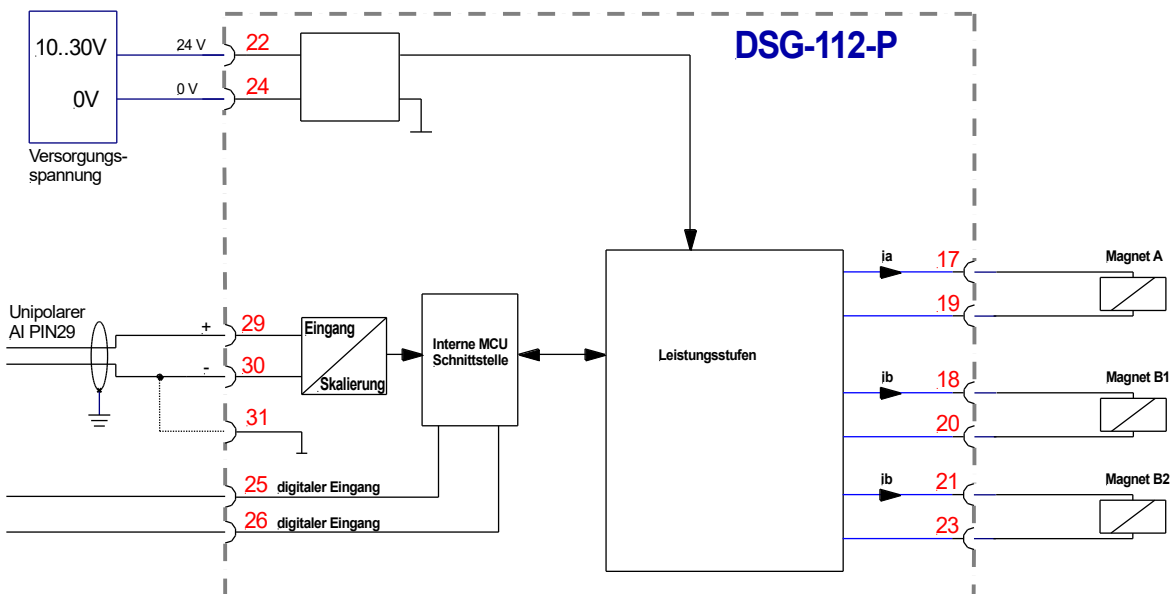 DSG-112-P
10..30V
24 V
22
0V
0 V
24
Versorgungs-
spannung
ia
17
Magnet A
19
Unipolarer
AI PIN29
+
29
Eingang
Skalierung
-
30
31
Interne MCU
Schnittstelle
Leistungsstufen
ib
18
Magnet B1
20
25
digitaler Eingang
26
digitaler Eingang
ib
21
Magnet B2
23